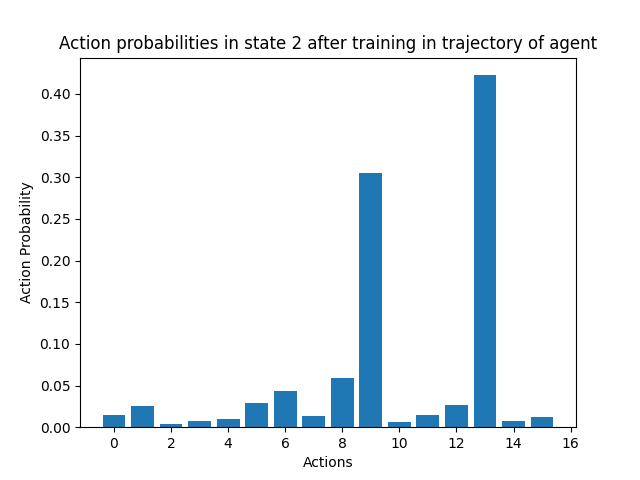 Action probabilities in state 2 after training in trajectory of agent
0.40
0.35
0.30
0.25
0.20
0.15
0.10
0.05
0.00
Action Probability
0 2 4 6 8 10 12 14 16
Actions